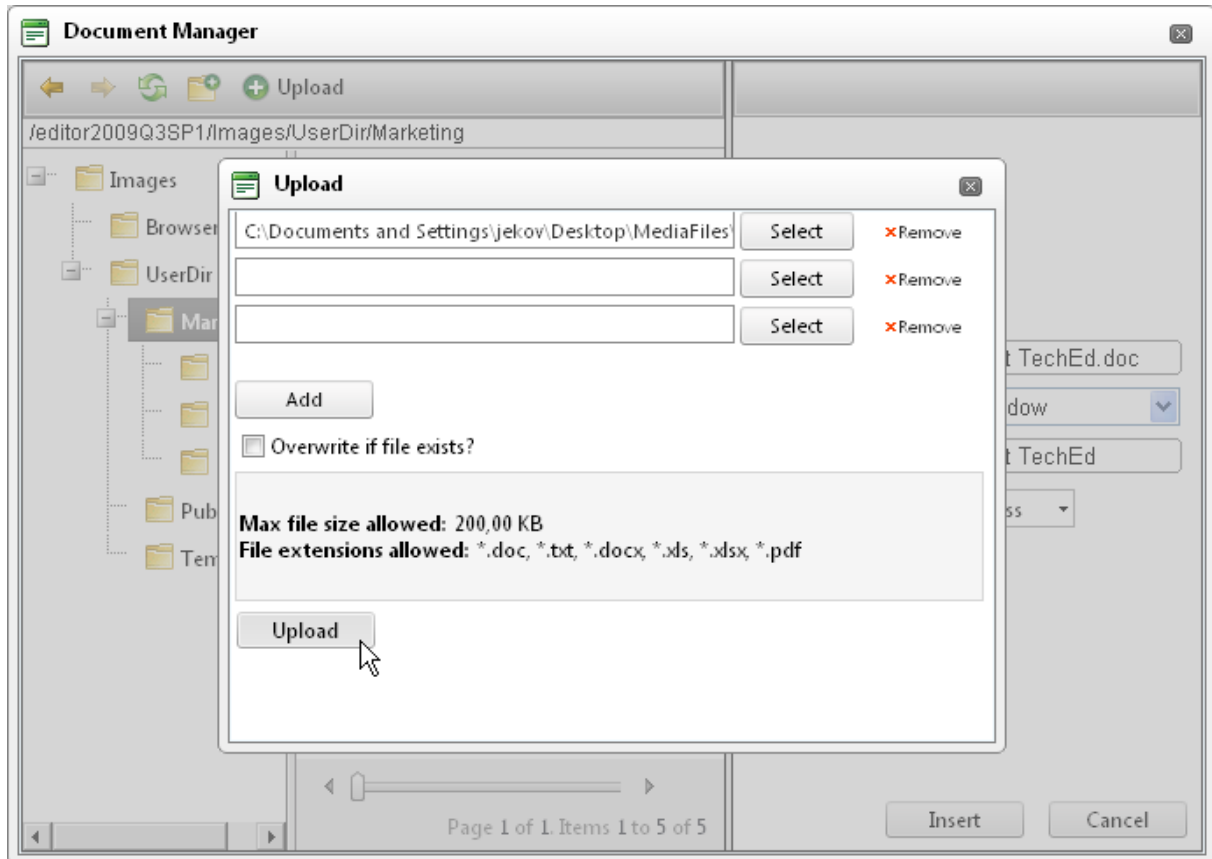 Document Manager
Upload
/editor2009Q3SP1/Images/UserDir/Marketing
Images
Upload
Browser
C:\Documents and Settings\jekov\Desktop\MediaFiles\
Select
Remove
UserDir
Select
Remove
Mar
Select
Remove
t TechEd.doc
Add
dow
Overwrite if file exists?
t TechEd
Pub
Max file size allowed: 200,00 KB
ss
File extensions allowed: *.doc, *.txt, *.docx, *.xls, *.xlsx, *.pdf
Tem
Upload
Page 1 of 1. Items 1 to 5 of 5
Insert
Cancel